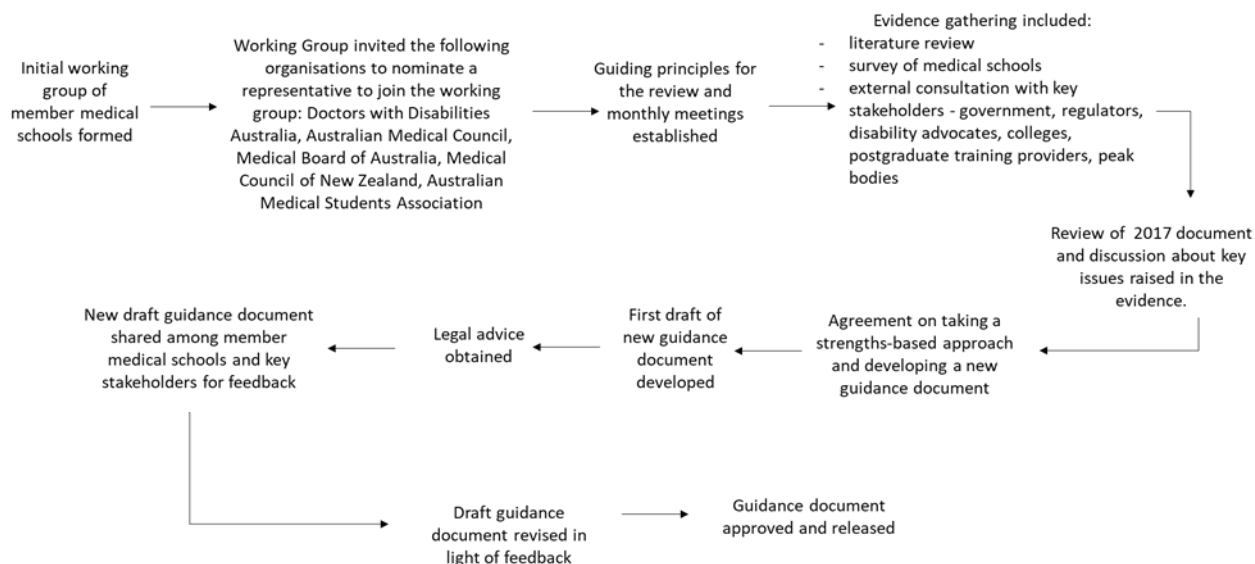 Initial working
group of
member medical
schools formed
Working Group invited the following
organisations to nominate a
representative to join the working
group: Doctors with Disabilities
Australia, Australian Medical Council,
Medical Board of Australia, Medical
Council of New Zealand, Australian
Medical Students Association
Guiding principles for
the review and
monthly meetings
established
Evidence gathering included:
- literature review
- survey of medical schools
- external consultation with key
stakeholders - government, regulators,
disability advocates, colleges,
postgraduate training providers, peak
bodies
Review of 2017 document
and discussion about key
issues raised in the
evidence.
Agreement on taking a
strengths-based approach
and developing a new
guidance document
First draft of
new guidance
document
developed
Legal advice
obtained
New draft guidance document
shared among member
medical schools and key
stakeholders for feedback
Draft guidance
document revised in
light of feedback
Guidance document
approved and released